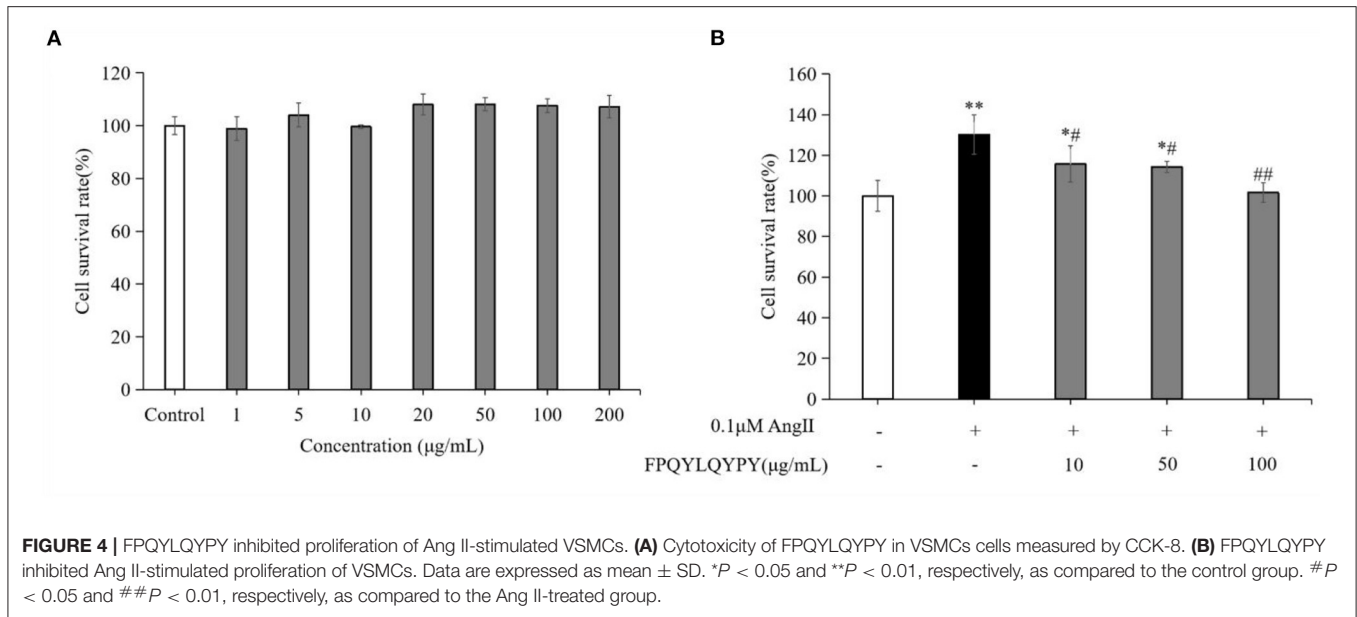 A
B
120
100
80
60
40
20
0
Cell survival rate(%)
Control 1 5 10 20 50 100 200
Concentration (μg/mL)
160
140
120
100
80
60
40
20
0
Cell survival rate(%)
**
*#
*#
##
0.1μM AngII - + + + +
FPQYLQYPY(μg/mL) - - 10 50 100
FIGURE 4 | FPQYLQYPY inhibited proliferation of Ang II-stimulated VSMCs. (A) Cytotoxicity of FPQYLQYPY in VSMCs cells measured by CCK-8. (B) FPQYLQYPY
inhibited Ang II-stimulated proliferation of VSMCs. Data are expressed as mean ± SD. *P < 0.05 and **P < 0.01, respectively, as compared to the control group. #P
< 0.05 and ##P < 0.01, respectively, as compared to the Ang II-treated group.